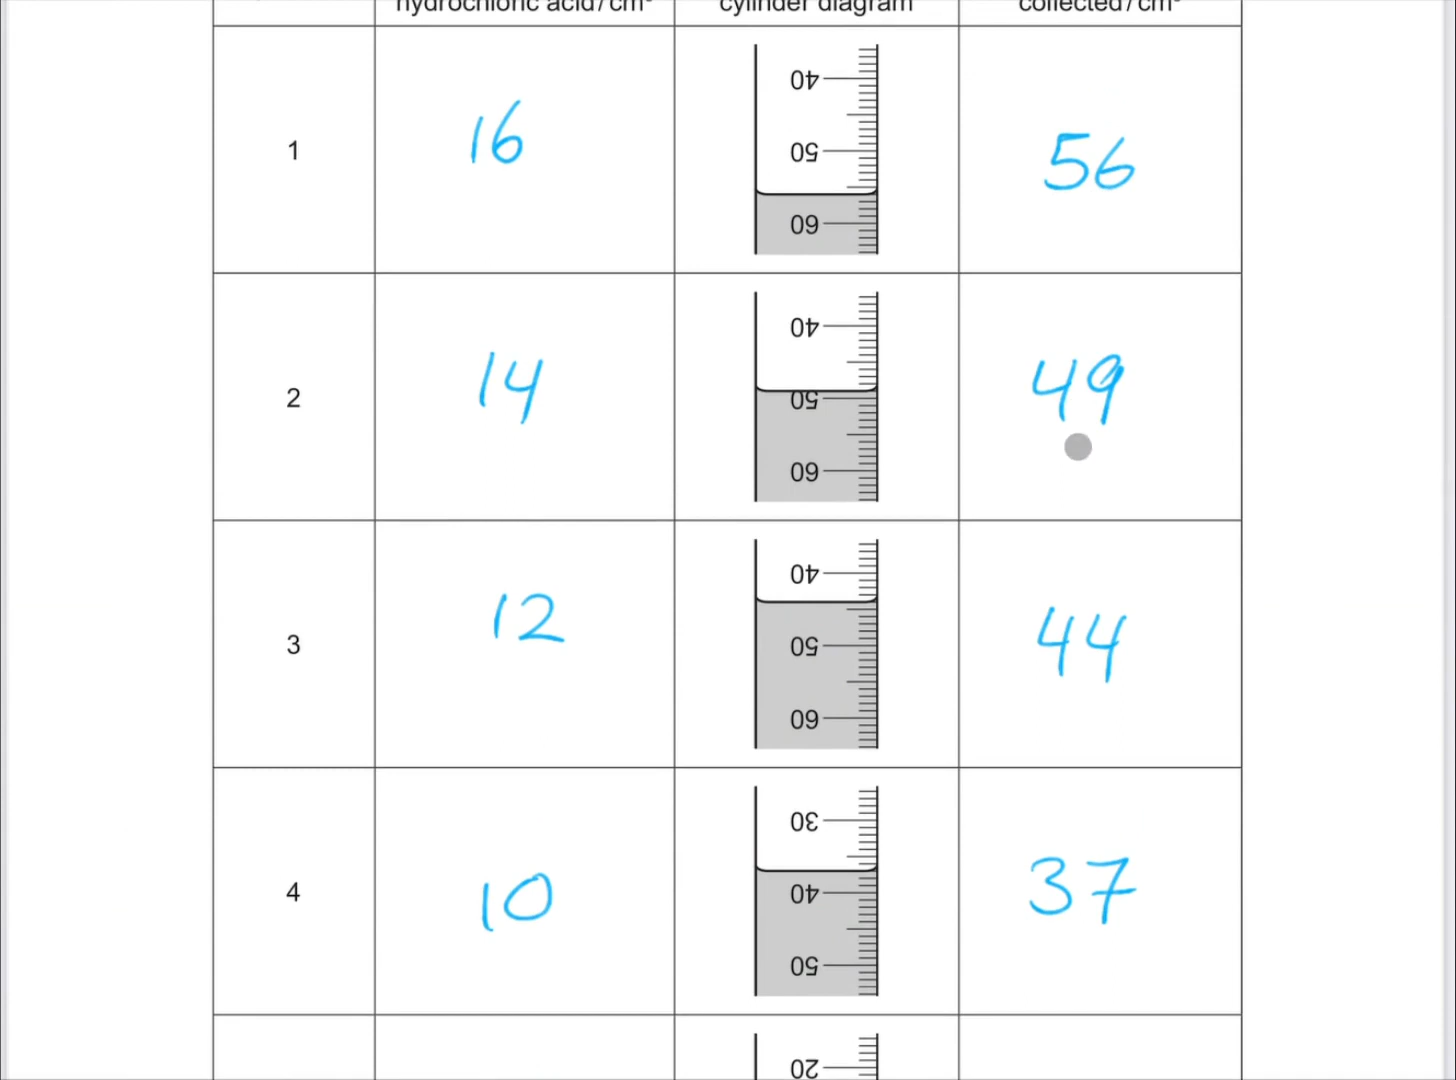 hydrochloric acid / cm³ cylinder diagram collected / cm³
1 16 40 50 60 56
2 14 40 50 60 49
3 12 40 50 60 44
4 10 30 40 50 37
20